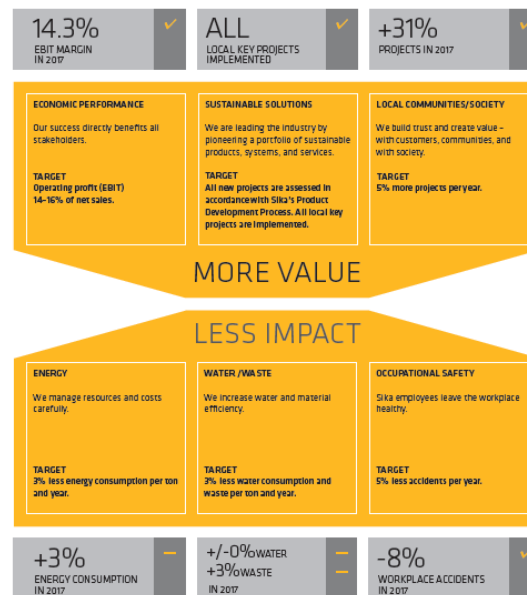 14.3%
EBIT MARGIN
IN 2017
ALL
LOCAL KEY PROJECTS
IMPLEMENTED
+31%
PROJECTS IN 2017
ECONOMIC PERFORMANCE
Our success directly benefits all
stakeholders.
TARGET
Operating profit (EBIT)
14–16% of net sales.
SUSTAINABLE SOLUTIONS
We are leading the industry by
pioneering a portfolio of sustainable
products, systems, and services.
TARGET
All new projects are assessed in
accordance with Sika's Product
Development Process. All local key
projects are implemented.
LOCAL COMMUNITIES/SOCIETY
We build trust and create value –
with customers, communities, and
with society.
TARGET
5% more projects per year.
MORE VALUE
LESS IMPACT
ENERGY
We manage resources and costs
carefully.
TARGET
3% less energy consumption per ton
and year.
WATER /WASTE
We increase water and material
efficiency.
TARGET
3% less water consumption and
waste per ton and year.
OCCUPATIONAL SAFETY
Sika employees leave the workplace
healthy.
TARGET
5% less accidents per year.
+3%
ENERGY CONSUMPTION
IN 2017
+/-0% WATER
+3% WASTE
IN 2017
-8%
WORKPLACE ACCIDENTS
IN 2017